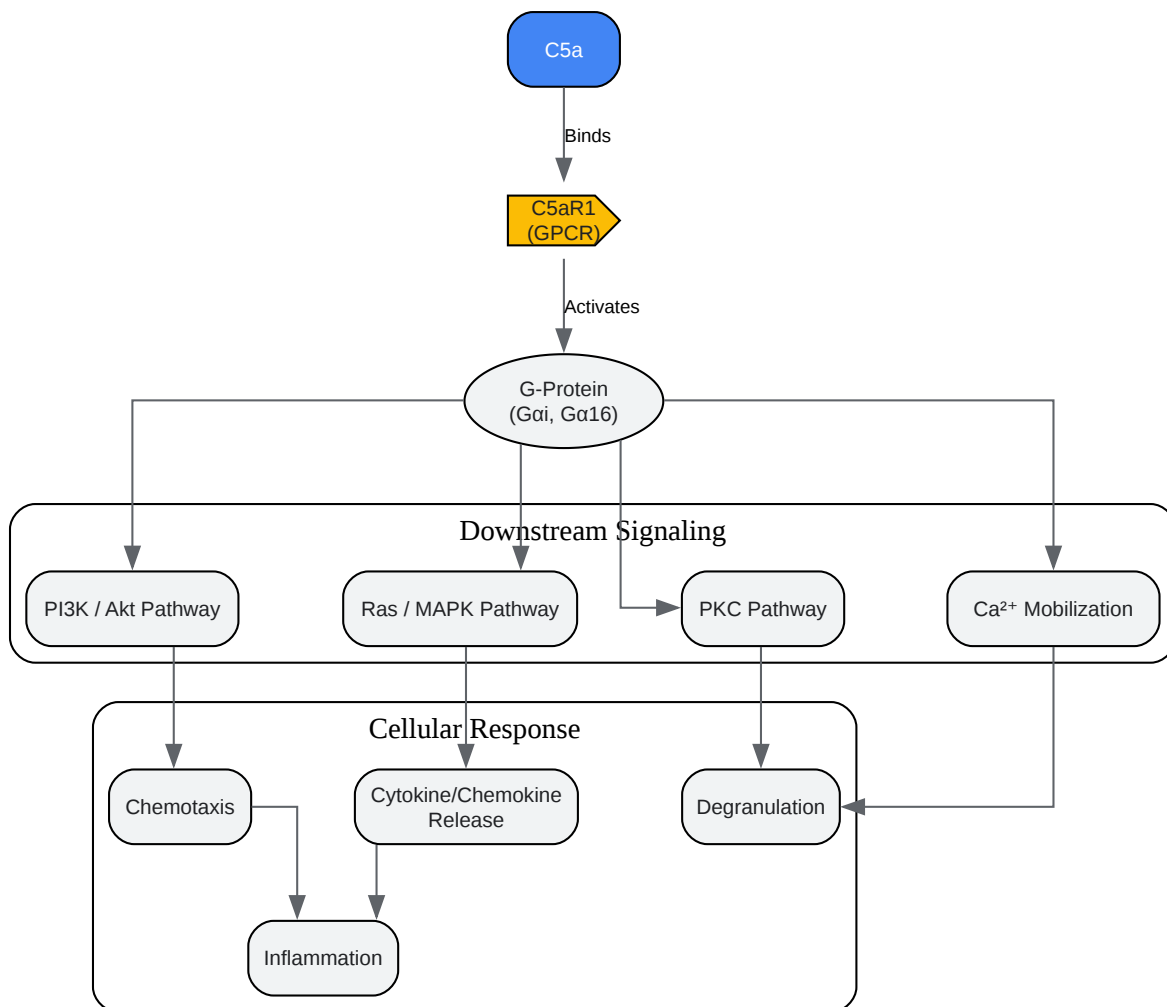 C5a
Binds
C5aR1
(GPCR)
Activates
G-Protein
(Gαi, Gα16)
Downstream Signaling
PI3K / Akt Pathway
Ras / MAPK Pathway
PKC Pathway
Ca²⁺ Mobilization
Cellular Response
Chemotaxis
Cytokine/Chemokine
Release
Degranulation
Inflammation